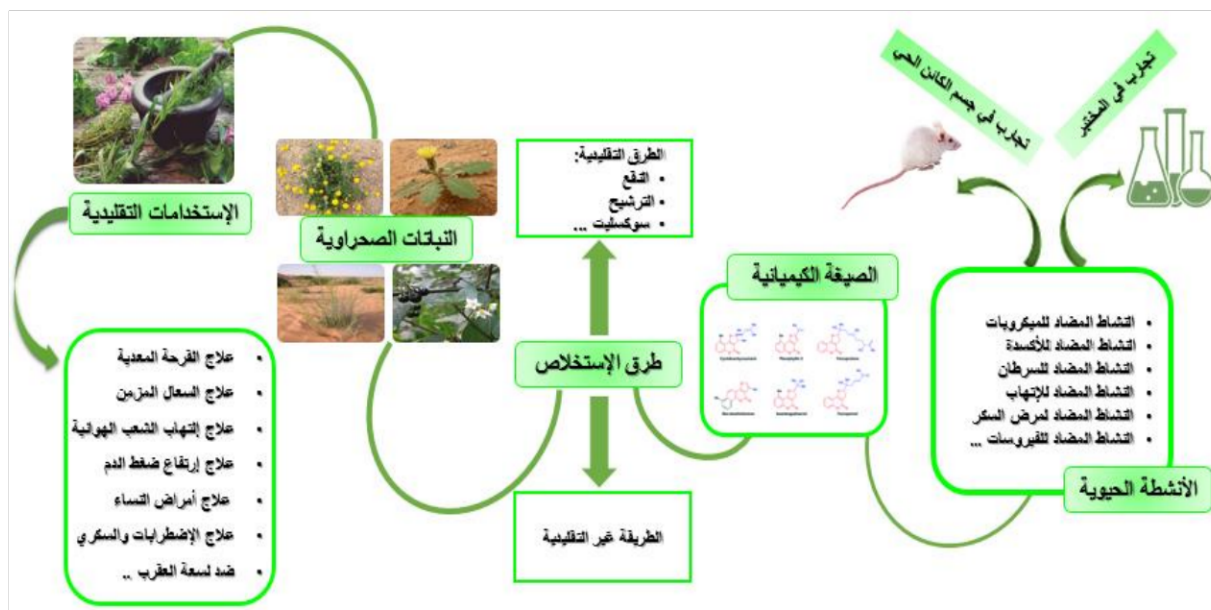 تجارب في المختبر
تجارب في جسم الكائن الحي
الإستخدامات التقليدية
النباتات الصحراوية
الطرق التقليدية:
النقع
الترشيح
سوكسليت ...
الصيغة الكيميائية
طرق الإستخلاص
الطريقة غير التقليدية
النشاط المضاد للميكروبات
النشاط المضاد للأكسدة
النشاط المضاد للسرطان
النشاط المضاد للإلتهاب
النشاط المضاد لمرض السكر
النشاط المضاد للفيروسات ...
الأنشطة الحيوية
علاج القرحة المعدية
علاج السعال المزمن
علاج إلتهاب الشعب الهوائية
علاج إرتفاع ضغط الدم
علاج أمراض النساء
علاج الإضطرابات والسكري
ضد لسعة العقرب ..